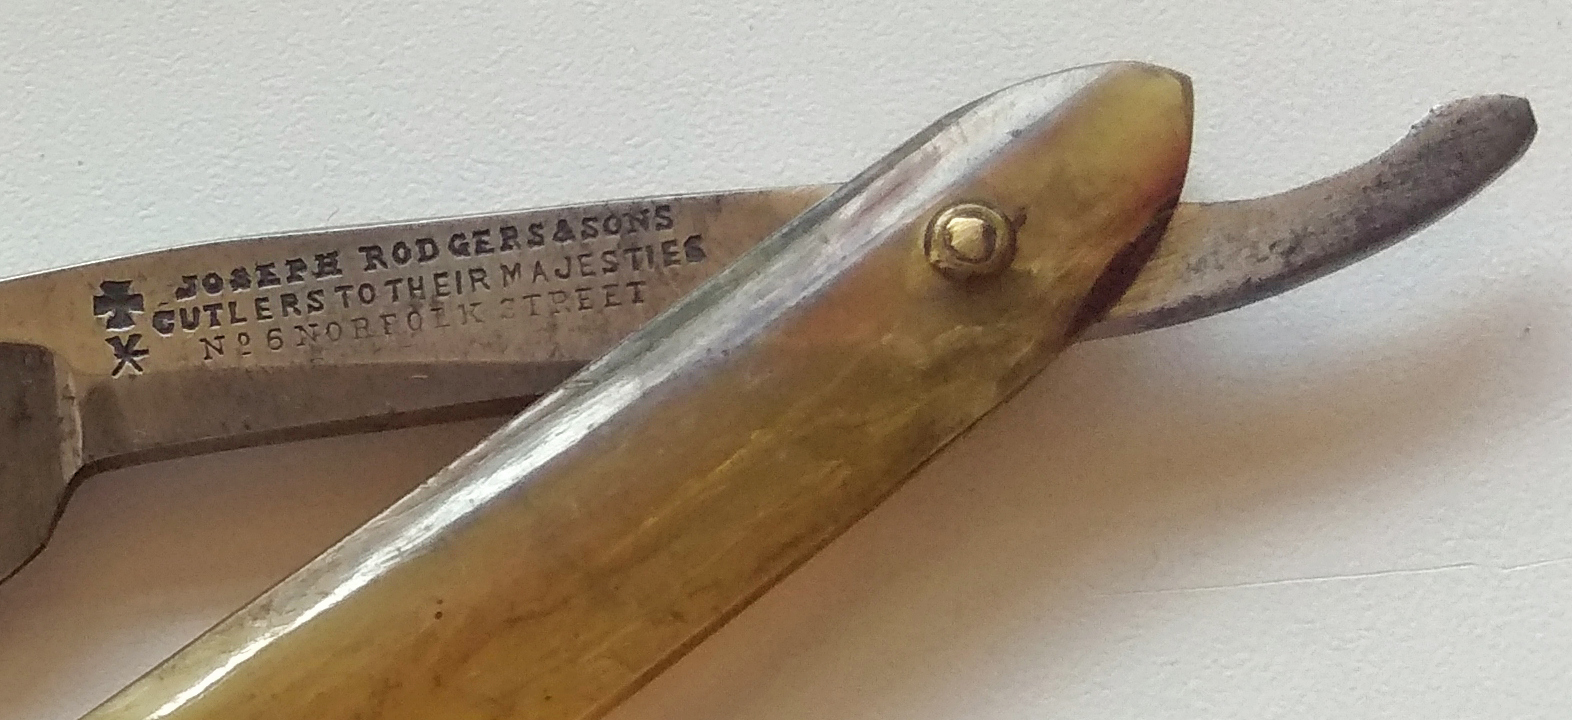 JOSEPH RODGERS & SONS
CUTLERS TO THEIR MAJESTIES
No 6 NORFOLK STREET